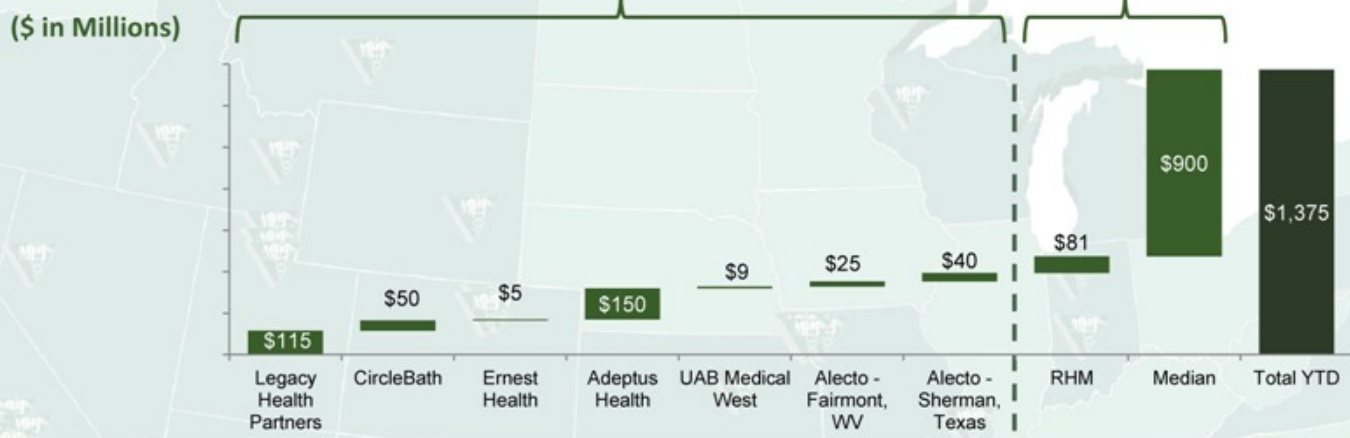 ($ in Millions)
$115
$50
$5
$150
$9
$25
$40
$81
$900
$1,375
Legacy
Health
Partners
CircleBath
Ernest
Health
Adeptus
Health
UAB Medical
West
Alecto -
Fairmont,
WV
Alecto -
Sherman,
Texas
RHM
Median
Total YTD